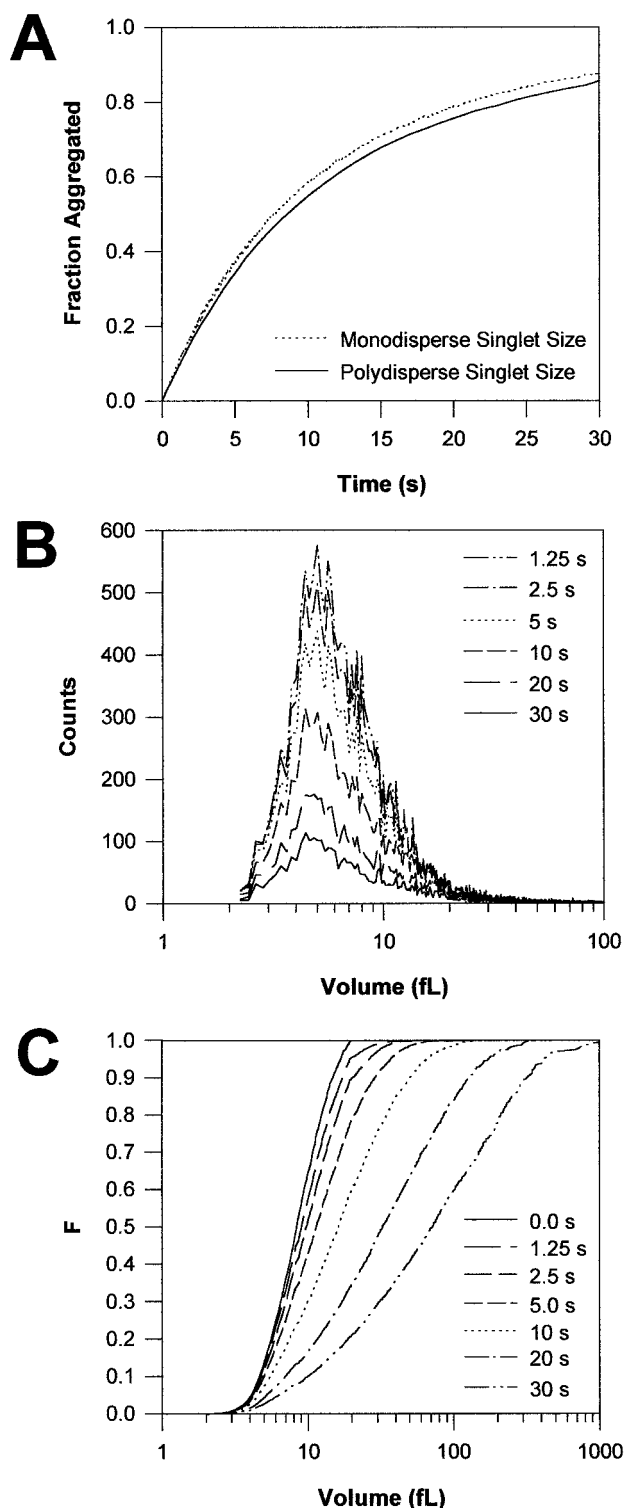 A
1.0
0.8
0.6
0.4
0.2
0.0
Fraction Aggregated
Monodisperse Singlet Size
Polydisperse Singlet Size
0 5 10 15 20 25 30
Time (s)
B
600
500
400
300
200
100
0
Counts
1.25 s
2.5 s
5 s
10 s
20 s
30 s
1 10 100
Volume (fL)
C
1.0
0.9
0.8
0.7
0.6
0.5
0.4
0.3
0.2
0.1
0.0
F
0.0 s
1.25 s
2.5 s
5.0 s
10 s
20 s
30 s
1 10 100 1000
Volume (fL)